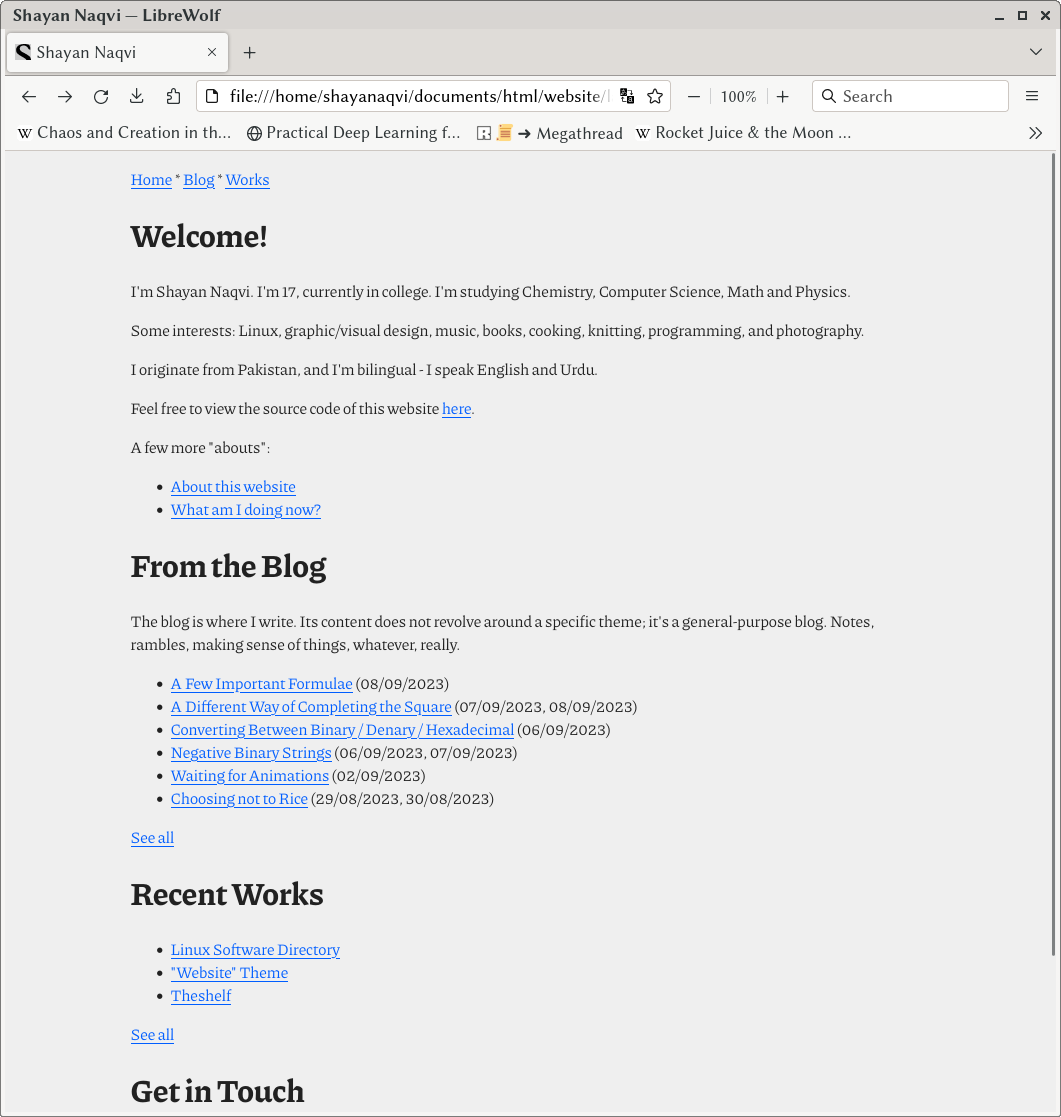 Shayan Naqvi — LibreWolf
Shayan Naqvi
file:///home/shayanaqvi/documents/html/website/
100%
Search
W Chaos and Creation in th...
Practical Deep Learning f...
Megathread
W Rocket Juice & the Moon ...
Home * Blog * Works
Welcome!
I'm Shayan Naqvi. I'm 17, currently in college. I'm studying Chemistry, Computer Science, Math and Physics.
Some interests: Linux, graphic/visual design, music, books, cooking, knitting, programming, and photography.
I originate from Pakistan, and I'm bilingual - I speak English and Urdu.
Feel free to view the source code of this website here.
A few more "abouts":
• About this website
• What am I doing now?
From the Blog
The blog is where I write. Its content does not revolve around a specific theme; it's a general-purpose blog. Notes,
rambles, making sense of things, whatever, really.
• A Few Important Formulae (08/09/2023)
• A Different Way of Completing the Square (07/09/2023, 08/09/2023)
• Converting Between Binary / Denary / Hexadecimal (06/09/2023)
• Negative Binary Strings (06/09/2023, 07/09/2023)
• Waiting for Animations (02/09/2023)
• Choosing not to Rice (29/08/2023, 30/08/2023)
See all
Recent Works
• Linux Software Directory
• "Website" Theme
• Theshelf
See all
Get in Touch